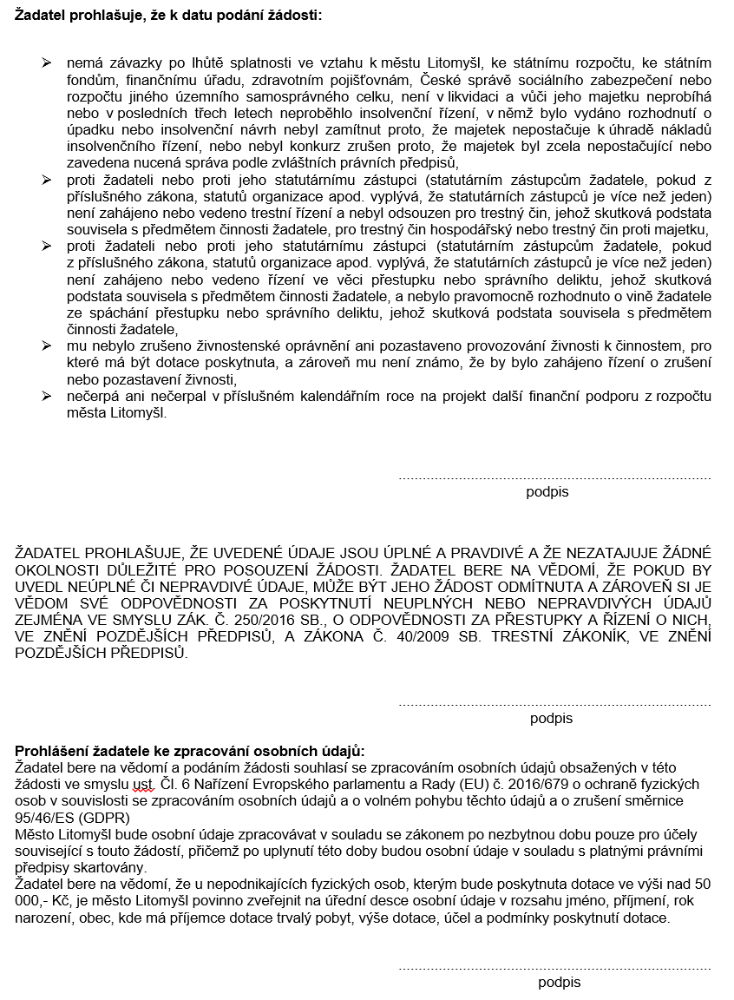 Žadatel prohlašuje, že k datu podání žádosti:
➢ nemá závazky po lhůtě splatnosti ve vztahu k městu Litomyšl, ke státnímu rozpočtu, ke státním
fondům, finančnímu úřadu, zdravotním pojišťovnám, České správě sociálního zabezpečení nebo
rozpočtu jiného územního samosprávného celku, není v likvidaci a vůči jeho majetku neprobíhá
nebo v posledních třech letech neproběhlo insolvenční řízení, v němž bylo vydáno rozhodnutí o
úpadku nebo insolvenční návrh nebyl zamítnut proto, že majetek nepostačuje k úhradě nákladů
insolvenčního řízení, nebo nebyl konkurz zrušen proto, že majetek byl zcela nepostačující nebo
zavedena nucená správa podle zvláštních právních předpisů,
➢ proti žadateli nebo proti jeho statutárnímu zástupci (statutárním zástupcům žadatele, pokud z
příslušného zákona, statutů organizace apod. vyplývá, že statutárních zástupců je více než jeden)
není zahájeno nebo vedeno trestní řízení a nebyl odsouzen pro trestný čin, jehož skutková podstata
souvisela s předmětem činnosti žadatele, pro trestný čin hospodářský nebo trestný čin proti majetku,
➢ proti žadateli nebo proti jeho statutárnímu zástupci (statutárním zástupcům žadatele, pokud
z příslušného zákona, statutů organizace apod. vyplývá, že statutárních zástupců je více než jeden)
není zahájeno nebo vedeno řízení ve věci přestupku nebo správního deliktu, jehož skutková
podstata souvisela s předmětem činnosti žadatele, a nebylo pravomocně rozhodnuto o vině žadatele
ze spáchání přestupku nebo správního deliktu, jehož skutková podstata souvisela s předmětem
činnosti žadatele,
➢ mu nebylo zrušeno živnostenské oprávnění ani pozastaveno provozování živnosti k činnostem, pro
které má být dotace poskytnuta, a zároveň mu není známo, že by bylo zahájeno řízení o zrušení
nebo pozastavení živnosti,
➢ nečerpá ani nečerpal v příslušném kalendářním roce na projekt další finanční podporu z rozpočtu
města Litomyšl.
..............................................................................
podpis
ŽADATEL PROHLAŠUJE, ŽE UVEDENÉ ÚDAJE JSOU ÚPLNÉ A PRAVDIVÉ A ŽE NEZATAJUJE ŽÁDNÉ
OKOLNOSTI DŮLEŽITÉ PRO POSOUZENÍ ŽÁDOSTI. ŽADATEL BERE NA VĚDOMÍ, ŽE POKUD BY
UVEDL NEÚPLNÉ ČI NEPRAVDIVÉ ÚDAJE, MŮŽE BÝT JEHO ŽÁDOST ODMÍTNUTA A ZÁROVEŇ SI JE
VĚDOM SVÉ ODPOVĚDNOSTI ZA POSKYTNUTÍ NEUPLNÝCH NEBO NEPRAVDIVÝCH ÚDAJŮ
ZEJMÉNA VE SMYSLU ZÁK. Č. 250/2016 SB., O ODPOVĚDNOSTI ZA PŘESTUPKY A ŘÍZENÍ O NICH,
VE ZNĚNÍ POZDĚJŠÍCH PŘEDPISŮ, A ZÁKONA Č. 40/2009 SB. TRESTNÍ ZÁKONÍK, VE ZNĚNÍ
POZDĚJŠÍCH PŘEDPISŮ.
..............................................................................
podpis
Prohlášení žadatele ke zpracování osobních údajů:
Žadatel bere na vědomí a podáním žádosti souhlasí se zpracováním osobních údajů obsažených v této
žádosti ve smyslu ust. Čl. 6 Nařízení Evropského parlamentu a Rady (EU) č. 2016/679 o ochraně fyzických
osob v souvislosti se zpracováním osobních údajů a o volném pohybu těchto údajů a o zrušení směrnice
95/46/ES (GDPR)
Město Litomyšl bude osobní údaje zpracovávat v souladu se zákonem po nezbytnou dobu pouze pro účely
související s touto žádostí, přičemž po uplynutí této doby budou osobní údaje v souladu s platnými právními
předpisy skartovány.
Žadatel bere na vědomí, že u nepodnikajících fyzických osob, kterým bude poskytnuta dotace ve výši nad 50
000,- Kč, je město Litomyšl povinno zveřejnit na úřední desce osobní údaje v rozsahu jméno, příjmení, rok
narození, obec, kde má příjemce dotace trvalý pobyt, výše dotace, účel a podmínky poskytnutí dotace.
..............................................................................
podpis